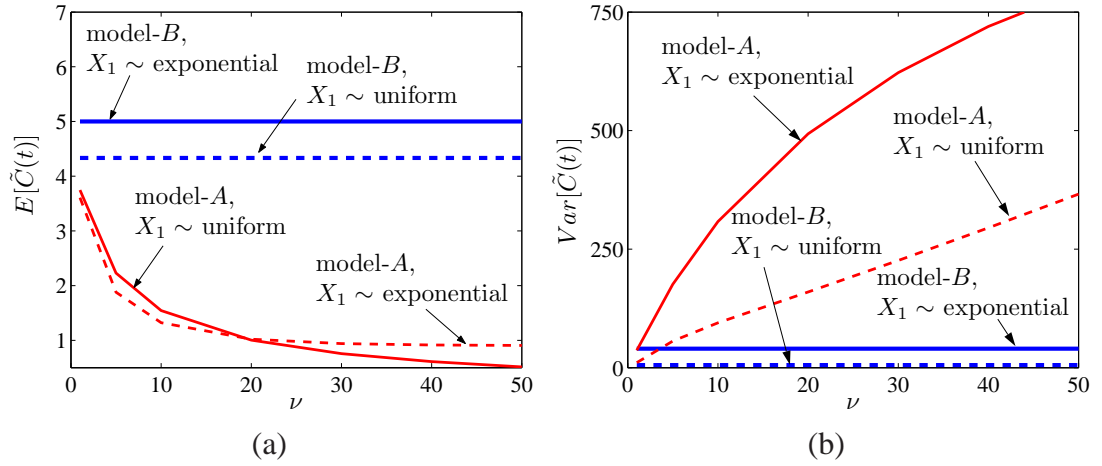 7
6
5
4
3
2
1
0
10
20
30
40
50
ν
E[C̃(t)]
model-B,
X₁ ∼ exponential
model-B,
X₁ ∼ uniform
model-A,
X₁ ∼ uniform
model-A,
X₁ ∼ exponential
(a)
750
500
250
0
0
10
20
30
40
50
ν
Var[C̃(t)]
model-A,
X₁ ∼ exponential
model-A,
X₁ ∼ uniform
model-B,
X₁ ∼ uniform
model-B,
X₁ ∼ exponential
(b)